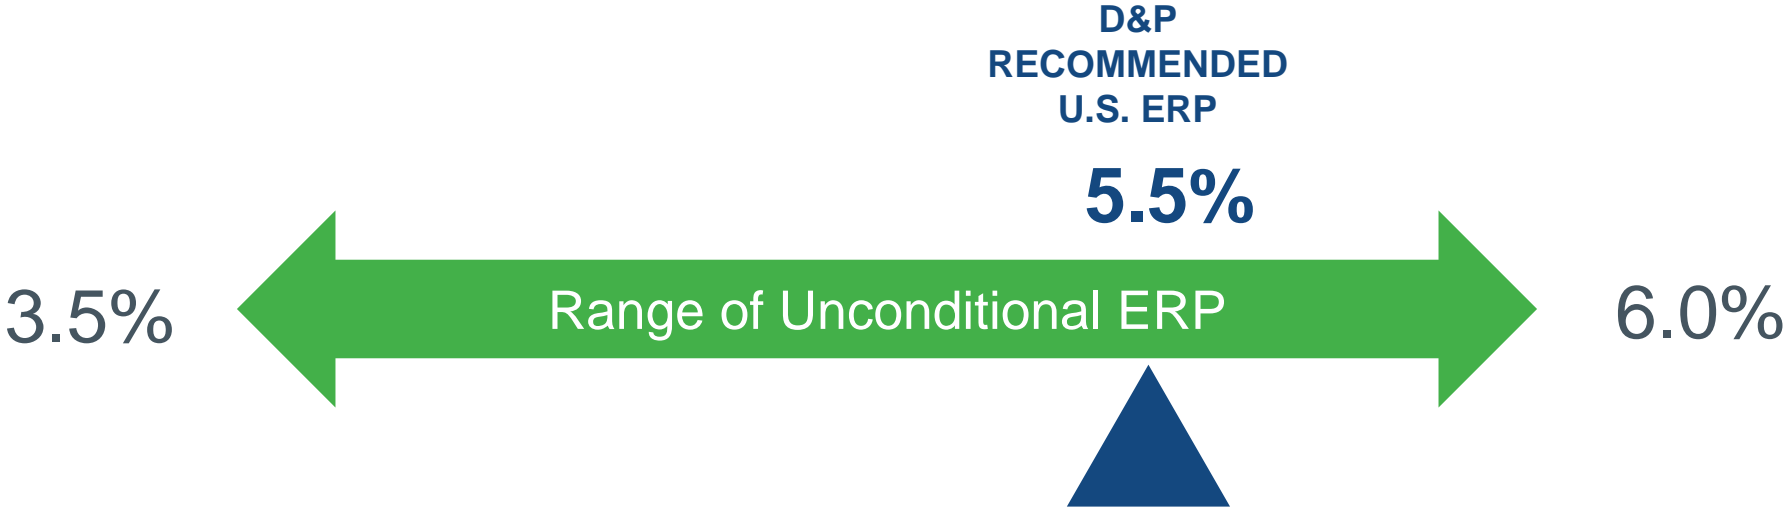 D&P
RECOMMENDED
U.S. ERP
5.5%
3.5%
Range of Unconditional ERP
6.0%